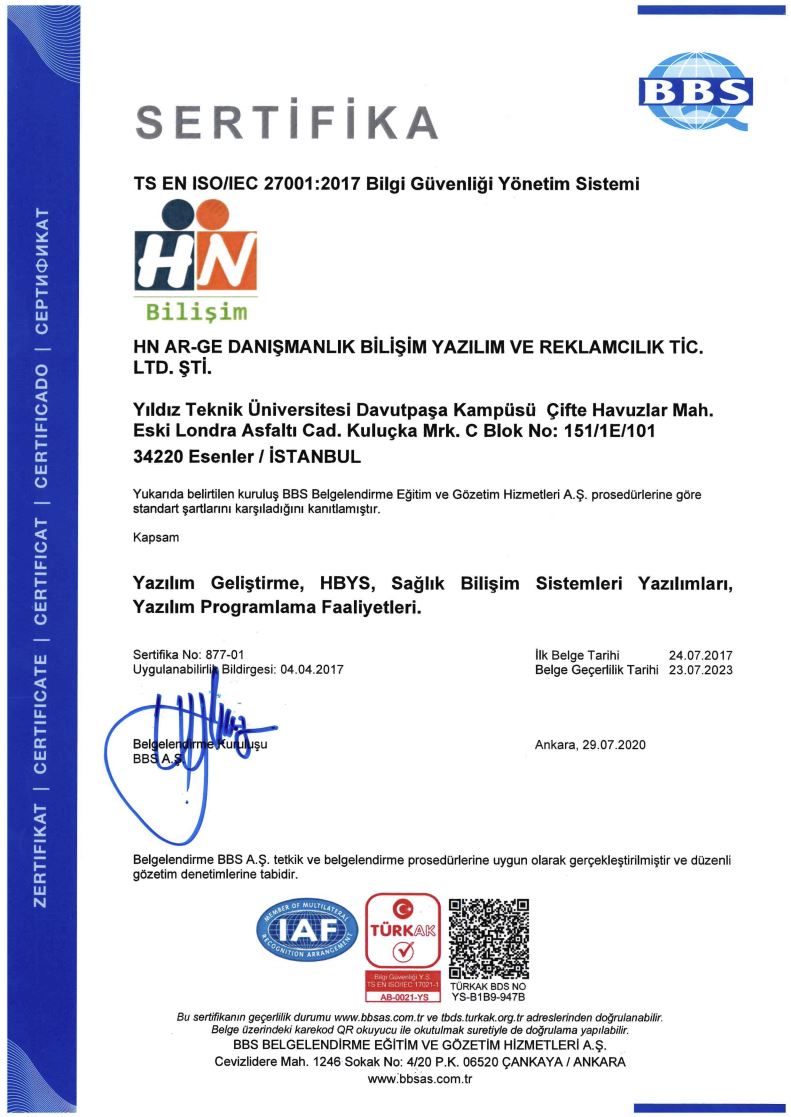 BBS
SERTİFİKA
TS EN ISO/IEC 27001:2017 Bilgi Güvenliği Yönetim Sistemi
HN
Bilişim
HN AR-GE DANIŞMANLIK BİLİŞİM YAZILIM VE REKLAMCILIK TİC.
LTD. ŞTİ.
Yıldız Teknik Üniversitesi Davutpaşa Kampüsü Çifte Havuzlar Mah.
Eski Londra Asfaltı Cad. Kuluçka Mrk. C Blok No: 151/1E/101
34220 Esenler / İSTANBUL
Yukarıda belirtilen kuruluş BBS Belgelendirme Eğitim ve Gözetim Hizmetleri A.Ş. prosedürlerine göre
standart şartlarını karşıladığını kanıtlamıştır.
Kapsam
Yazılım Geliştirme, HBYS, Sağlık Bilişim Sistemleri Yazılımları,
Yazılım Programlama Faaliyetleri.
Sertifika No: 877-01
Uygulanabilirlik Bildirgesi: 04.04.2017
İlk Belge Tarihi 24.07.2017
Belge Geçerlilik Tarihi 23.07.2023
Belgelendirme Kuruluşu
BBS A.Ş.
Ankara, 29.07.2020
Belgelendirme BBS A.Ş. tetkik ve belgelendirme prosedürlerine uygun olarak gerçekleştirilmiştir ve düzenli
gözetim denetimlerine tabidir.
MEMBER OF MULTILATERAL
IAF
RECOGNITION ARRANGEMENT
TÜRKAK
Bilgi Güvenliği Y.S.
TS EN ISO/IEC 17021-1
AB-0021-YS
TÜRKAK BDS NO
YS-B1B9-947B
Bu sertifikanın geçerlilik durumu www.bbsas.com.tr ve tbds.turkak.org.tr adreslerinden doğrulanabilir.
Belge üzerindeki karekod QR okuyucu ile okutulmak suretiyle de doğrulama yapılabilir.
BBS BELGELENDİRME EĞİTİM VE GÖZETİM HİZMETLERİ A.Ş.
Cevizlidere Mah. 1246 Sokak No: 4/20 P.K. 06520 ÇANKAYA / ANKARA
www.bbsas.com.tr
ZERTIFIKAT | CERTIFICATE | CERTIFICAT | CERTIFICADO | СЕРТИФИКАТ